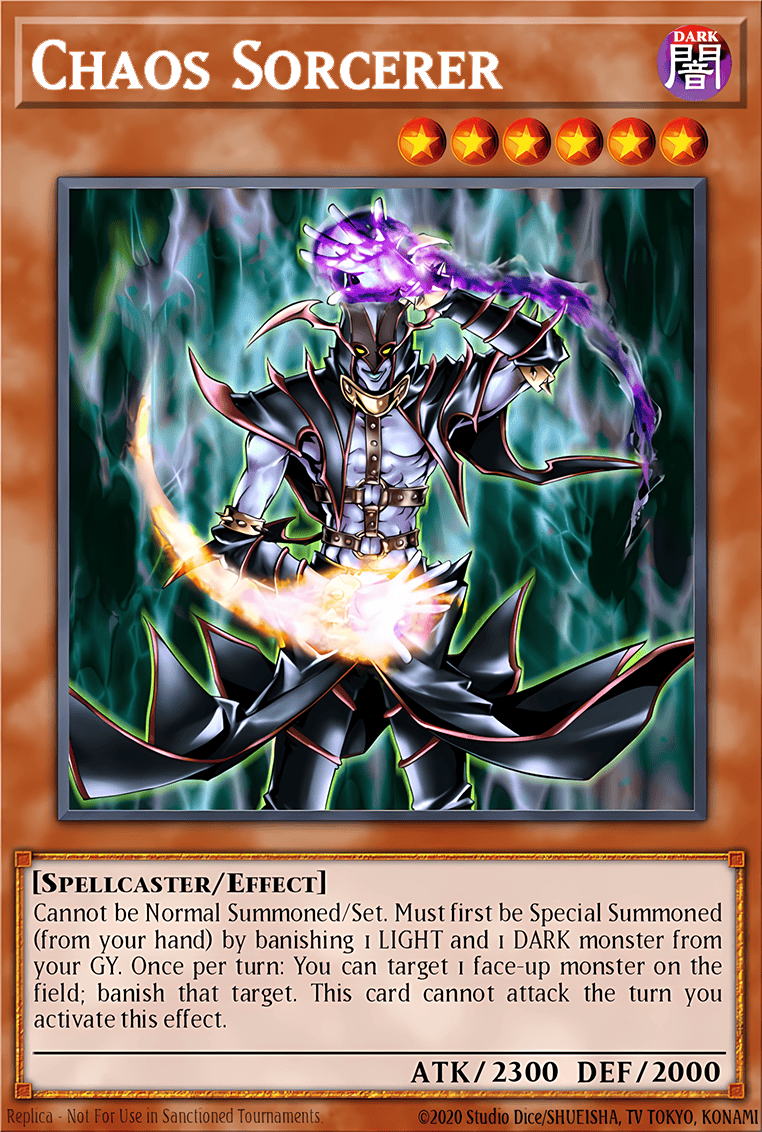 Chaos Sorcerer
DARK
闇
[Spellcaster/Effect]
Cannot be Normal Summoned/Set. Must first be Special Summoned
(from your hand) by banishing 1 LIGHT and 1 DARK monster from
your GY. Once per turn: You can target 1 face-up monster on the
field; banish that target. This card cannot attack the turn you
activate this effect.
ATK/2300 DEF/2000
Replica - Not For Use in Sanctioned Tournaments.
©2020 Studio Dice/SHUEISHA, TV TOKYO, KONAMI